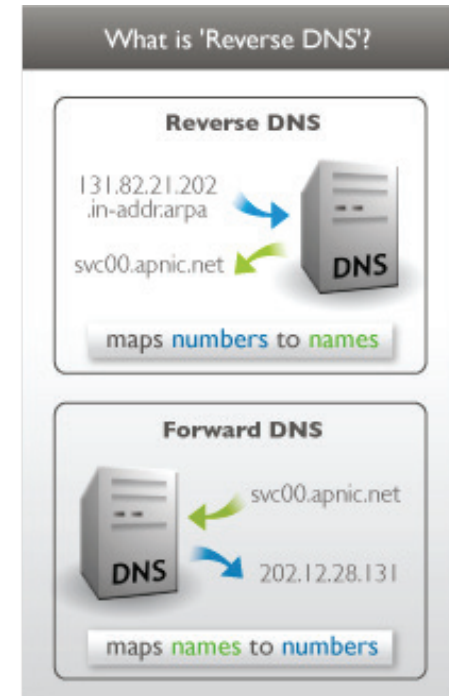 What is 'Reverse DNS'?
Reverse DNS
131.82.21.202
.in-addr.arpa
svc00.apnic.net
DNS
maps numbers to names
Forward DNS
svc00.apnic.net
DNS
202.12.28.131
maps names to numbers